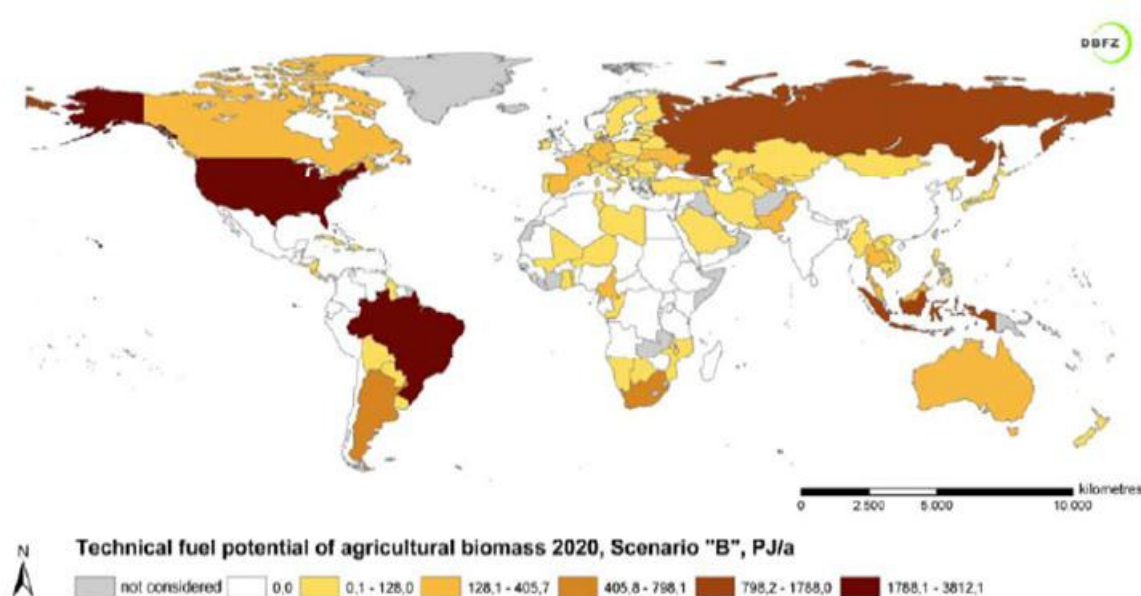 DBFZ
kilometres
0 2.500 5 000 10 000
N
Technical fuel potential of agricultural biomass 2020, Scenario "B", PJ/a
not considered 0,0 0,1 - 128,0 128,1 - 405,7 405,8 - 798,1 798,2 - 1788,0 1788,1 - 3812,1